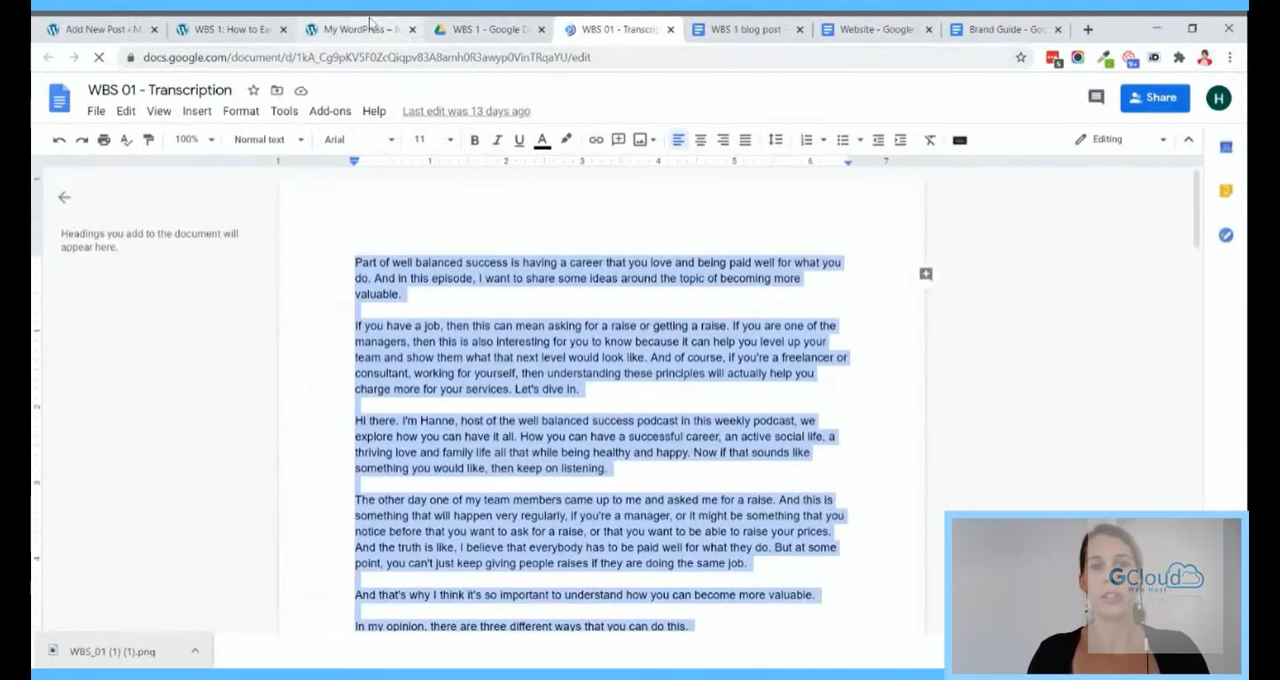 Add New Post ‹ M
WBS 1: How to Ea
My WordPress – 
WBS 1 - Google D
WBS 01 - Transcrip
WBS 1 blog post -
Website - Google
Brand Guide - Goo
docs.google.com/document/d/1kA_Cg9pKV5F0ZcQiqpv83A8amh0R3awyp0VinTRqaYU/edit
WBS 01 - Transcription
Share
H
File Edit View Insert Format Tools Add-ons Help Last edit was 13 days ago
100% Normal text Arial 11 B I U A Editing
1 1 2 3 4 5 6 7
Headings you add to the document will
appear here.
Part of well balanced success is having a career that you love and being paid well for what you
do. And in this episode, I want to share some ideas around the topic of becoming more
valuable.
If you have a job, then this can mean asking for a raise or getting a raise. If you are one of the
managers, then this is also interesting for you to know because it can help you level up your
team and show them what that next level would look like. And of course, if you're a freelancer or
consultant, working for yourself, then understanding these principles will actually help you
charge more for your services. Let's dive in.
Hi there. I'm Hanne, host of the well balanced success podcast in this weekly podcast, we
explore how you can have it all. How you can have a successful career, an active social life, a
thriving love and family life all that while being healthy and happy. Now if that sounds like
something you would like, then keep on listening.
The other day one of my team members came up to me and asked me for a raise. And this is
something that will happen very regularly, if you're a manager, or it might be something that you
notice before that you want to ask for a raise, or that you want to be able to raise your prices.
And the truth is like, I believe that everybody has to be paid well for what they do. But at some
point, you can't just keep giving people raises if they are doing the same job.
And that's why I think it's so important to understand how you can become more valuable.
In my opinion, there are three different ways that you can do this.
WBS_01 (1) (1).png
GCloud
Web Host